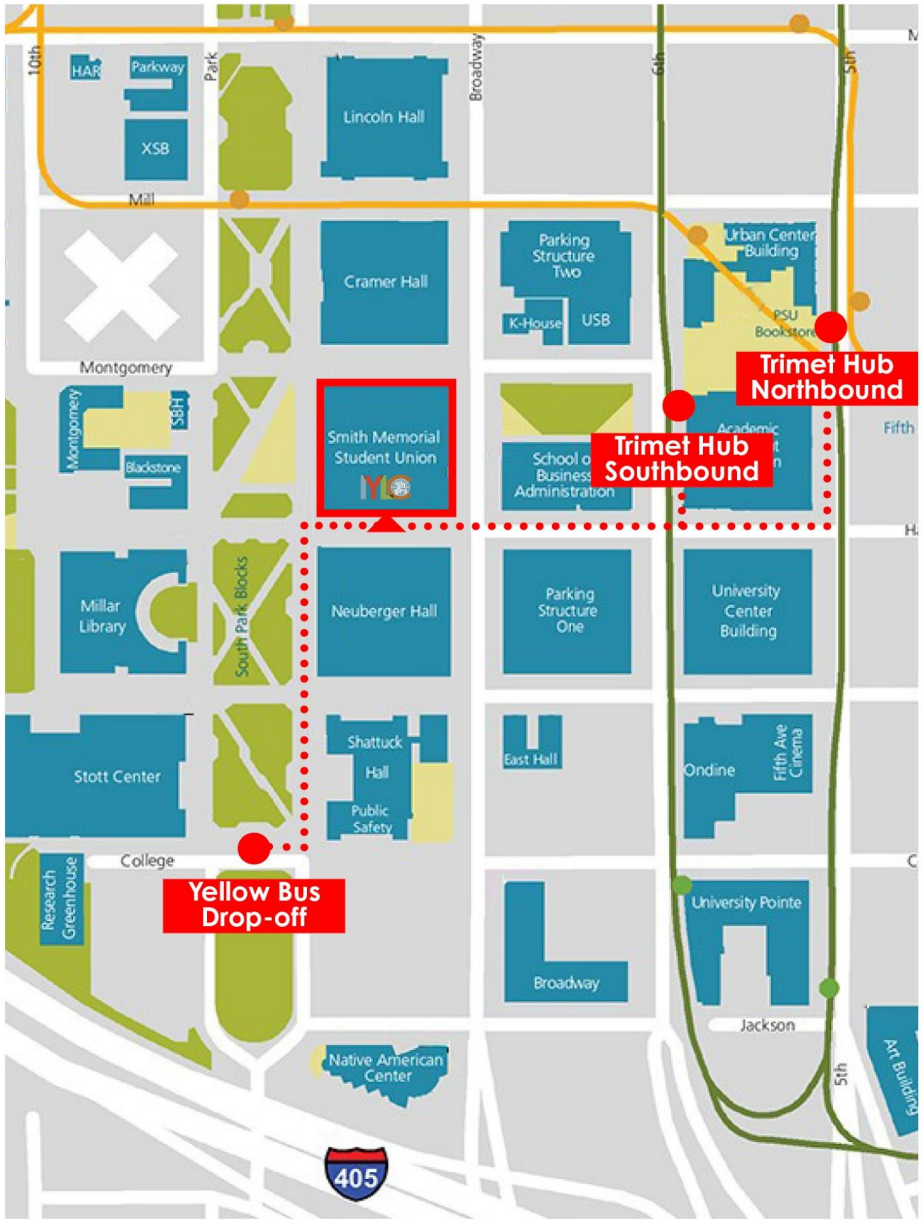 10th
Park
Broadway
6th
5th
M
HAR
Parkway
XSB
Lincoln Hall
Mill
Cramer Hall
Parking
Structure
Two
K-House
USB
Urban Center
Building
PSU
Bookstore
Trimet Hub
Northbound
Montgomery
Montgomery
SBH
Blackstone
Smith Memorial
Student Union
YLC
School of
Business
Administration
Academic
Trimet Hub
Southbound
Fifth
Millar
Library
South Park Blocks
Neuberger Hall
Parking
Structure
One
University
Center
Building
Stott Center
Shattuck
Hall
Public
Safety
East Hall
Ondine
Fifth Ave
Cinema
College
C
Yellow Bus
Drop-off
Research
Greenhouse
University Pointe
Broadway
Jackson
Native American
Center
5th
Art Building
405